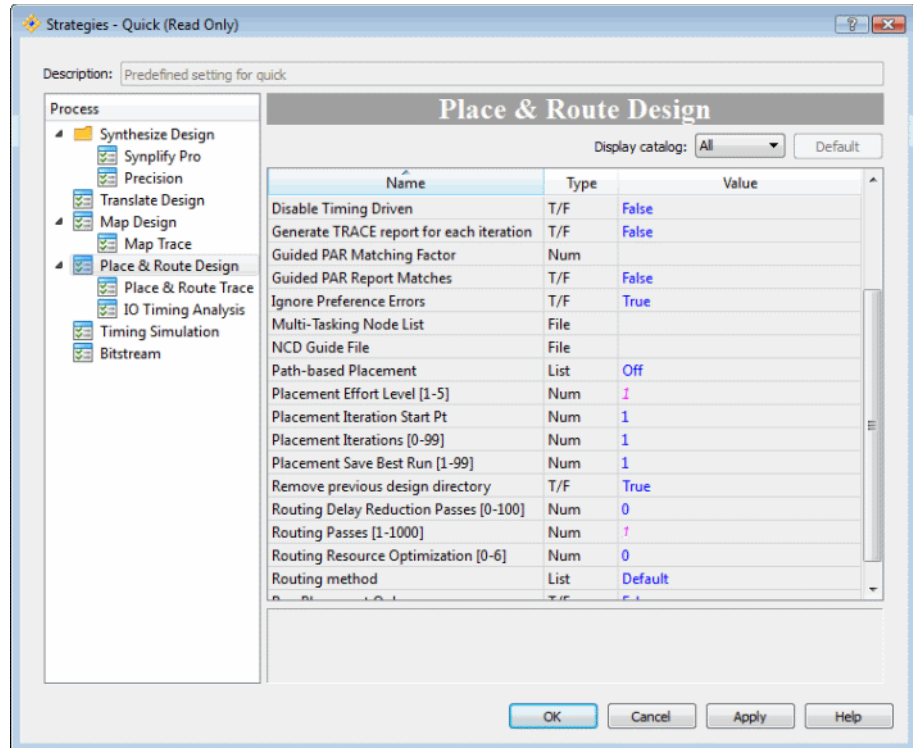 Strategies - Quick (Read Only)
Description: Predefined setting for quick
Process
Synthesize Design
Synplify Pro
Precision
Translate Design
Map Design
Map Trace
Place & Route Design
Place & Route Trace
IO Timing Analysis
Timing Simulation
Bitstream
Place & Route Design
Display catalog: All Default
Name Type Value
Disable Timing Driven T/F False
Generate TRACE report for each iteration T/F False
Guided PAR Matching Factor Num
Guided PAR Report Matches T/F False
Ignore Preference Errors T/F True
Multi-Tasking Node List File
NCD Guide File File
Path-based Placement List Off
Placement Effort Level [1-5] Num 1
Placement Iteration Start Pt Num 1
Placement Iterations [0-99] Num 1
Placement Save Best Run [1-99] Num 1
Remove previous design directory T/F True
Routing Delay Reduction Passes [0-100] Num 0
Routing Passes [1-1000] Num 1
Routing Resource Optimization [0-6] Num 0
Routing method List Default
OK Cancel Apply Help